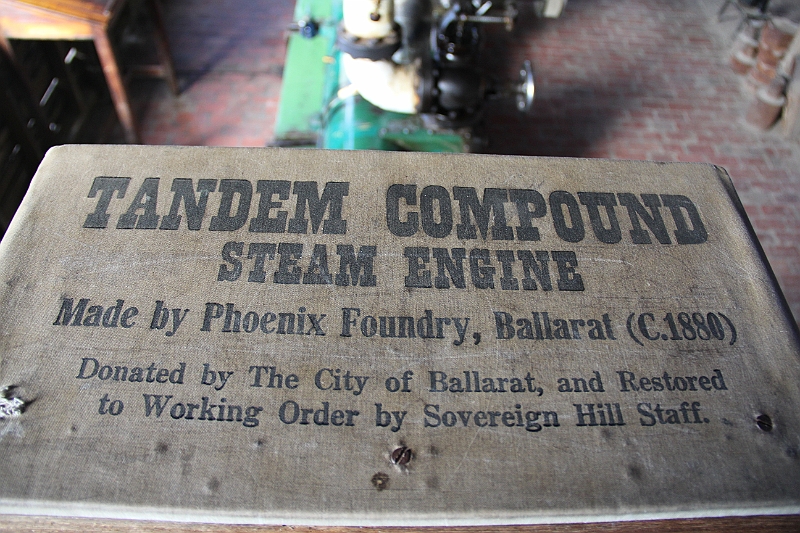 TANDEM COMPOUND
STEAM ENGINE
Made by Phoenix Foundry, Ballarat (C.1880)
Donated by The City of Ballarat, and Restored
to Working Order by Sovereign Hill Staff.